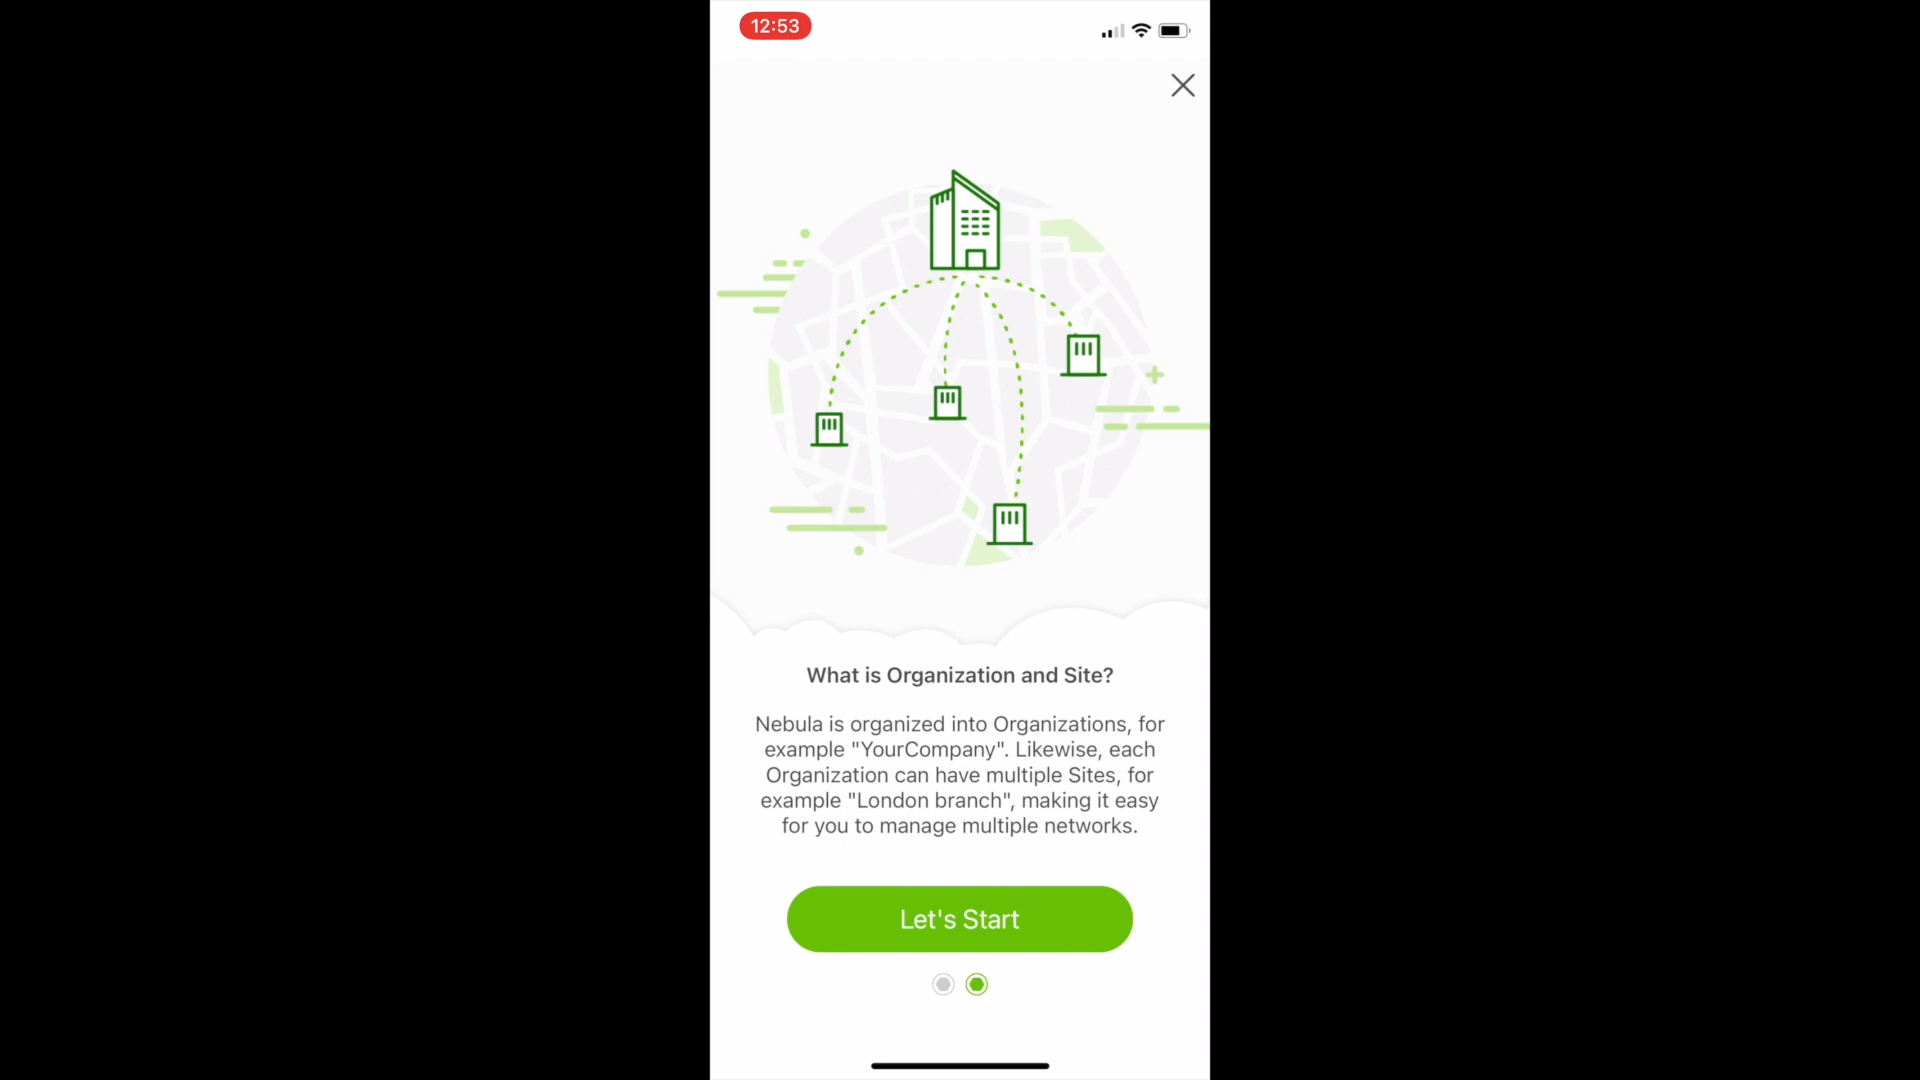 12:53
What is Organization and Site?
Nebula is organized into Organizations, for
example "YourCompany". Likewise, each
Organization can have multiple Sites, for
example "London branch", making it easy
for you to manage multiple networks.
Let's Start